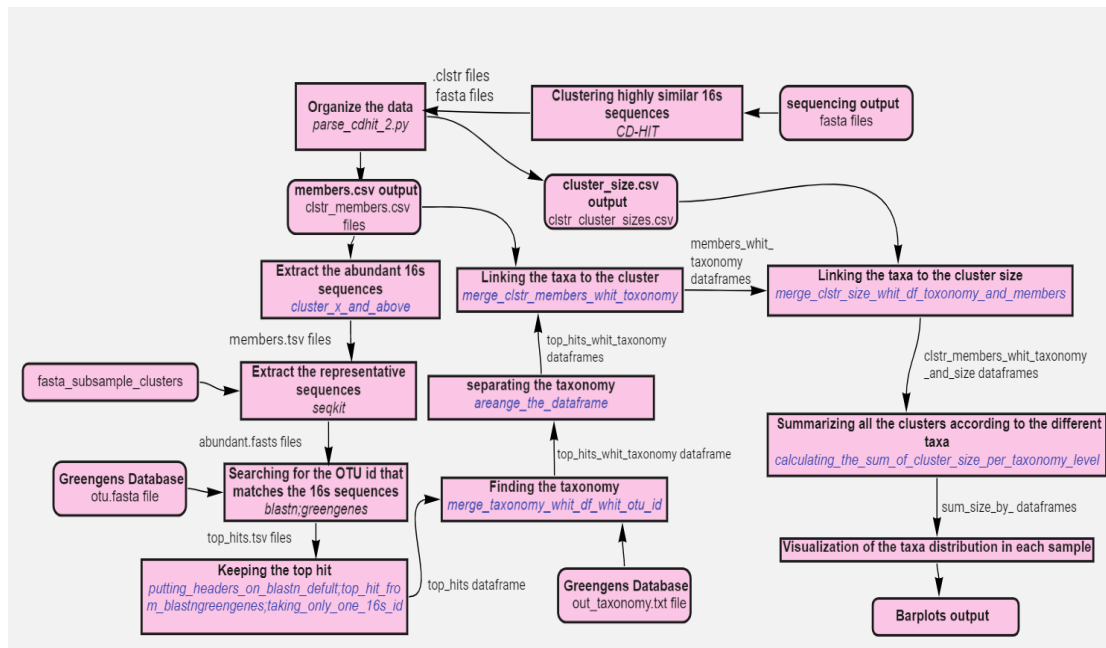 .clstr files
fasta files
Organize the data
parse_cdhit_2.py
Clustering highly similar 16s
sequences
CD-HIT
sequencing output
fasta files
members.csv output
clstr_members.csv
files
cluster_size.csv
output
clstr_cluster_sizes.csv
Extract the abundant 16s
sequences
cluster_x_and_above
Linking the taxa to the cluster
merge_clstr_members_whit_toxonomy
members_whit_
taxonomy
dataframes
Linking the taxa to the cluster size
merge_clstr_size_whit_df_toxonomy_and_members
members.tsv files
top_hits_whit_taxonomy
dataframes
clstr_members_whit_taxonomy
_and_size dataframes
fasta_subsample_clusters
Extract the representative
sequences
seqkit
separating the taxonomy
areange_the_dataframe
Summarizing all the clusters according to the different
taxa
calculating_the_sum_of_cluster_size_per_taxonomy_level
abundant.fasts files
top_hits_whit_taxonomy dataframe
Greengens Database
otu.fasta file
Searching for the OTU id that
matches the 16s sequences
blastn;greengenes
Finding the taxonomy
merge_taxonomy_whit_df_whit_otu_id
sum_size_by_ dataframes
top_hits.tsv files
Visualization of the taxa distribution in each sample
Keeping the top hit
putting_headers_on_blastn_defult;top_hit_fro
m_blastngreengenes;taking_only_one_16s_id
top_hits dataframe
Greengens Database
out_taxonomy.txt file
Barplots output